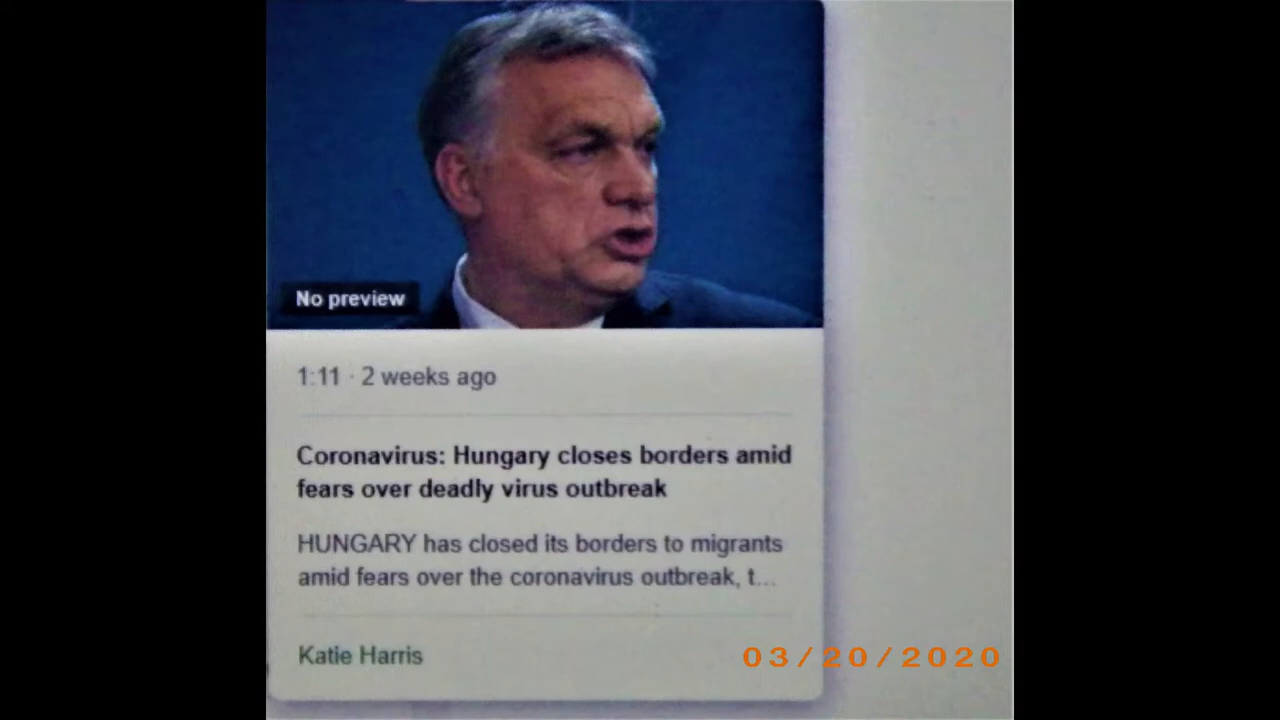 No preview
1:11 · 2 weeks ago
Coronavirus: Hungary closes borders amid
fears over deadly virus outbreak
HUNGARY has closed its borders to migrants
amid fears over the coronavirus outbreak, t...
Katie Harris
03/20/2020